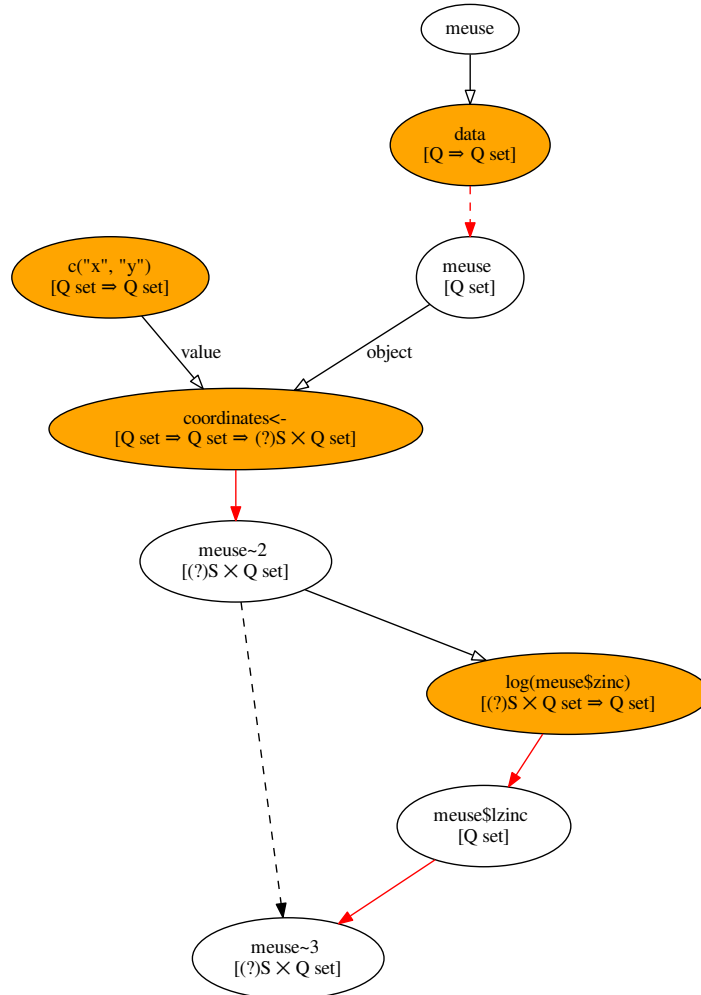 meuse
data
[Q ⇒ Q set]
c("x", "y")
[Q set ⇒ Q set]
meuse
[Q set]
value
object
coordinates<-
[Q set ⇒ Q set ⇒ (?)S × Q set]
meuse~2
[(?)S × Q set]
log(meuse$zinc)
[(?)S × Q set ⇒ Q set]
meuse$lzinc
[Q set]
meuse~3
[(?)S × Q set]